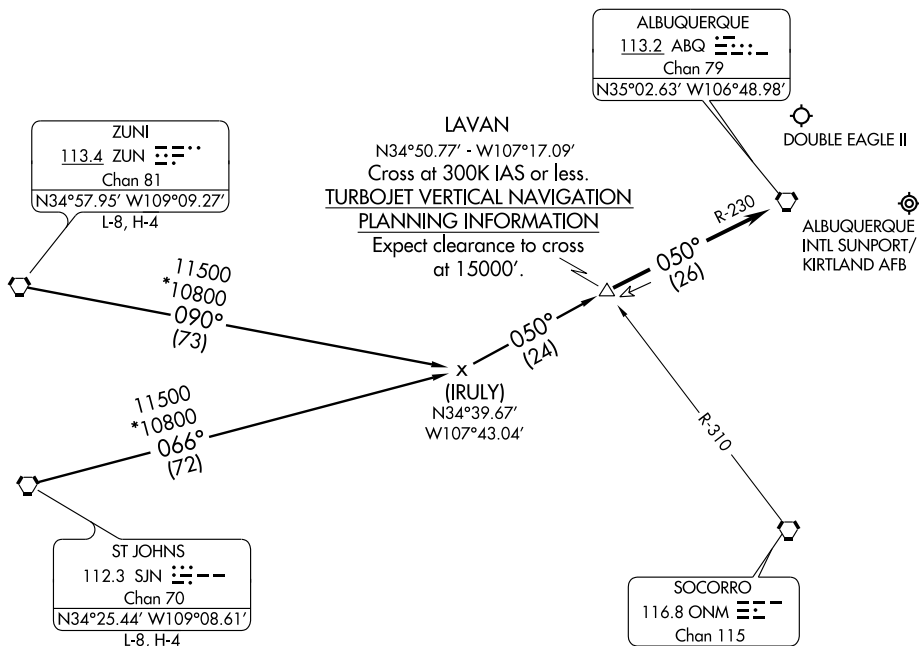 ALBUQUERQUE
113.2 ABQ
Chan 79
N35°02.63' W106°48.98'
DOUBLE EAGLE II
ALBUQUERQUE
INTL SUNPORT/
KIRTLAND AFB
ZUNI
113.4 ZUN
Chan 81
N34°57.95' W109°09.27'
L-8, H-4
LAVAN
N34°50.77' - W107°17.09'
Cross at 300K IAS or less.
TURBOJET VERTICAL NAVIGATION
PLANNING INFORMATION
Expect clearance to cross
at 15000'.
R-230
050°
(26)
11500
*10800
090°
(73)
050°
(24)
X
(IRULY)
N34°39.67'
W107°43.04'
11500
*10800
066°
(72)
R-310
ST JOHNS
112.3 SJN
Chan 70
N34°25.44' W109°08.61'
L-8, H-4
SOCORRO
116.8 ONM
Chan 115